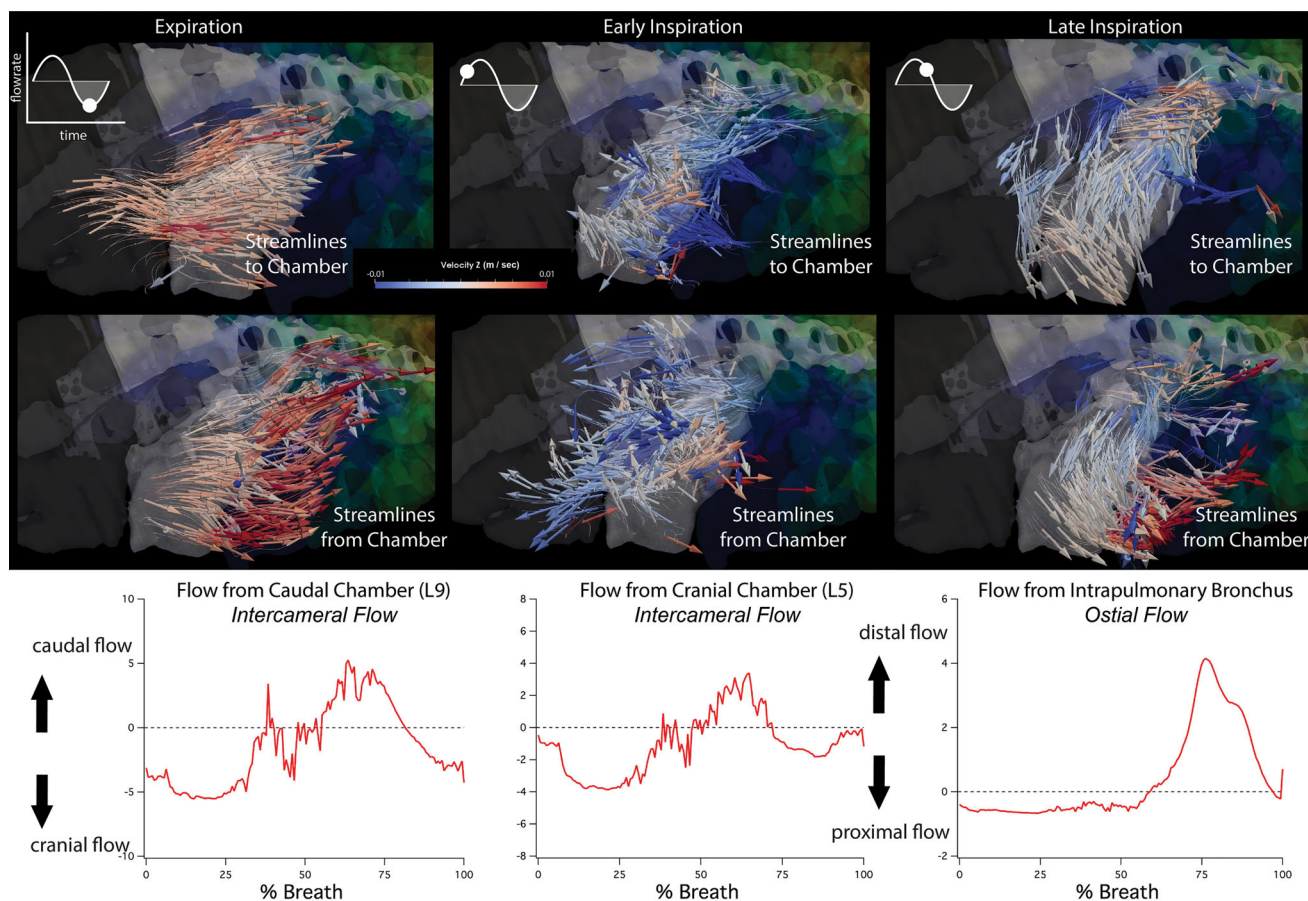 Expiration
Early Inspiration
Late Inspiration
flowrate
time
Streamlines
to Chamber
Velocity Z (m / sec)
-0.01
0.01
Streamlines
to Chamber
Streamlines
to Chamber
Streamlines
from Chamber
Streamlines
from Chamber
Streamlines
from Chamber
Flow from Caudal Chamber (L9)
Intercameral Flow
caudal flow
cranial flow
10
5
0
-5
-10
0
25
50
75
100
% Breath
Flow from Cranial Chamber (L5)
Intercameral Flow
8
6
4
2
0
-2
-4
-6
-8
0
25
50
75
100
% Breath
Flow from Intrapulmonary Bronchus
Ostial Flow
distal flow
proximal flow
6
4
2
0
-2
0
25
50
75
100
% Breath